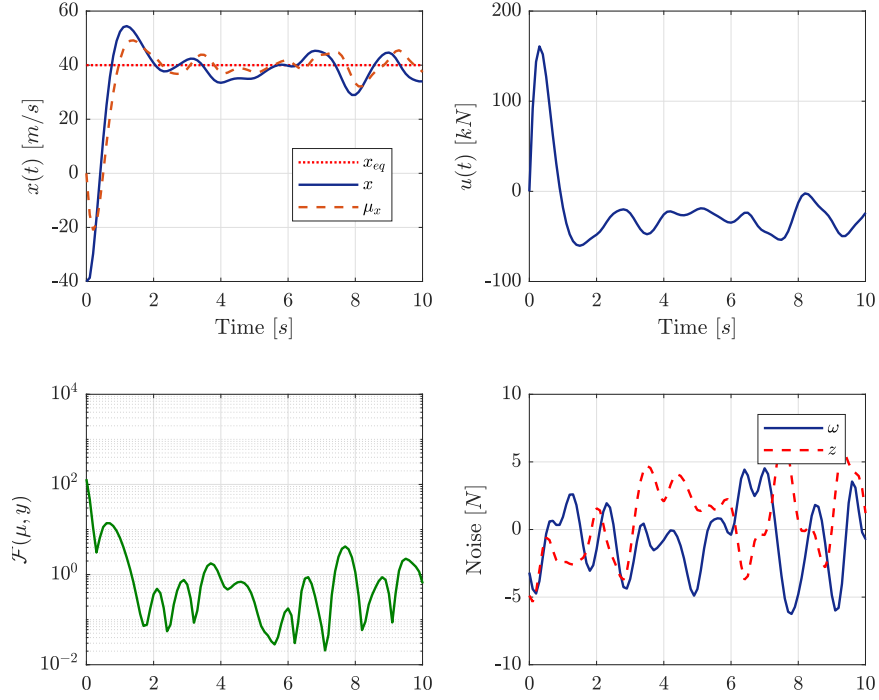 60
40
20
0
-20
-40
x(t) [m/s]
x_{eq}
x
μ_x
0 2 4 6 8 10
Time [s]
200
100
0
-100
u(t) [kN]
0 2 4 6 8 10
Time [s]
10^4
10^2
10^0
10^{-2}
F(μ, y)
0 2 4 6 8 10
10
5
0
-5
-10
Noise [N]
ω
z
0 2 4 6 8 10